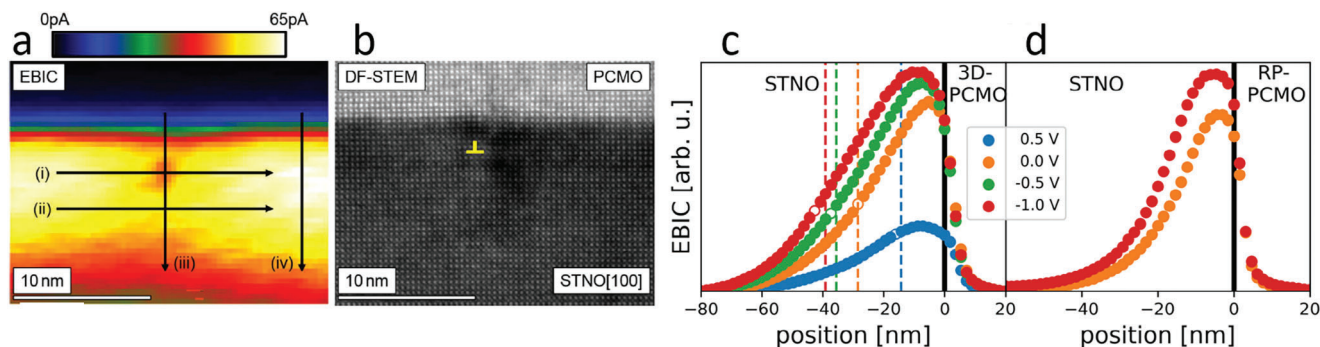 a
0pA
65pA
EBIC
(i)
(ii)
(iii)
(iv)
10 nm
b
DF-STEM
PCMO
⊥
10 nm
STNO[100]
c
EBIC [arb. u.]
STNO
3D-
PCMO
0.5 V
0.0 V
-0.5 V
-1.0 V
−80 −60 −40 −20 0 20
position [nm]
d
STNO
RP-
PCMO
−40 −20 0 20
position [nm]